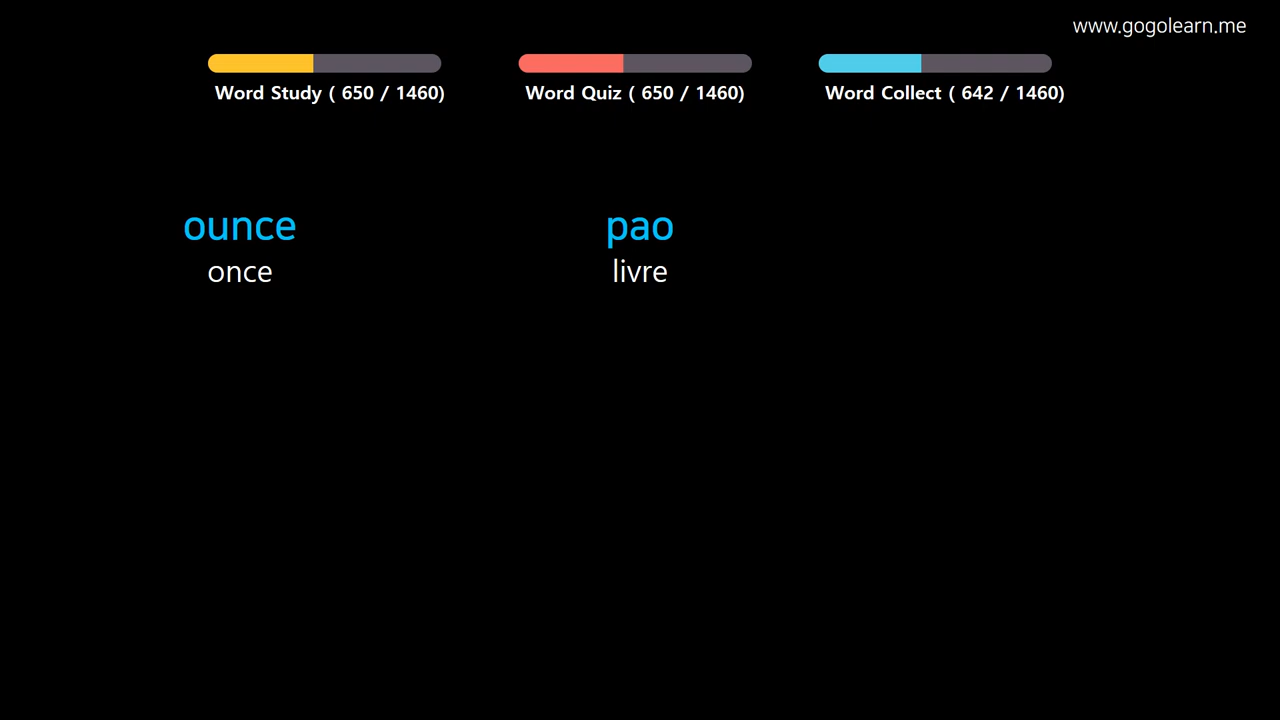 www.gogolearn.me
Word Study ( 650 / 1460)
Word Quiz ( 650 / 1460)
Word Collect ( 642 / 1460)
ounce
once
pao
livre